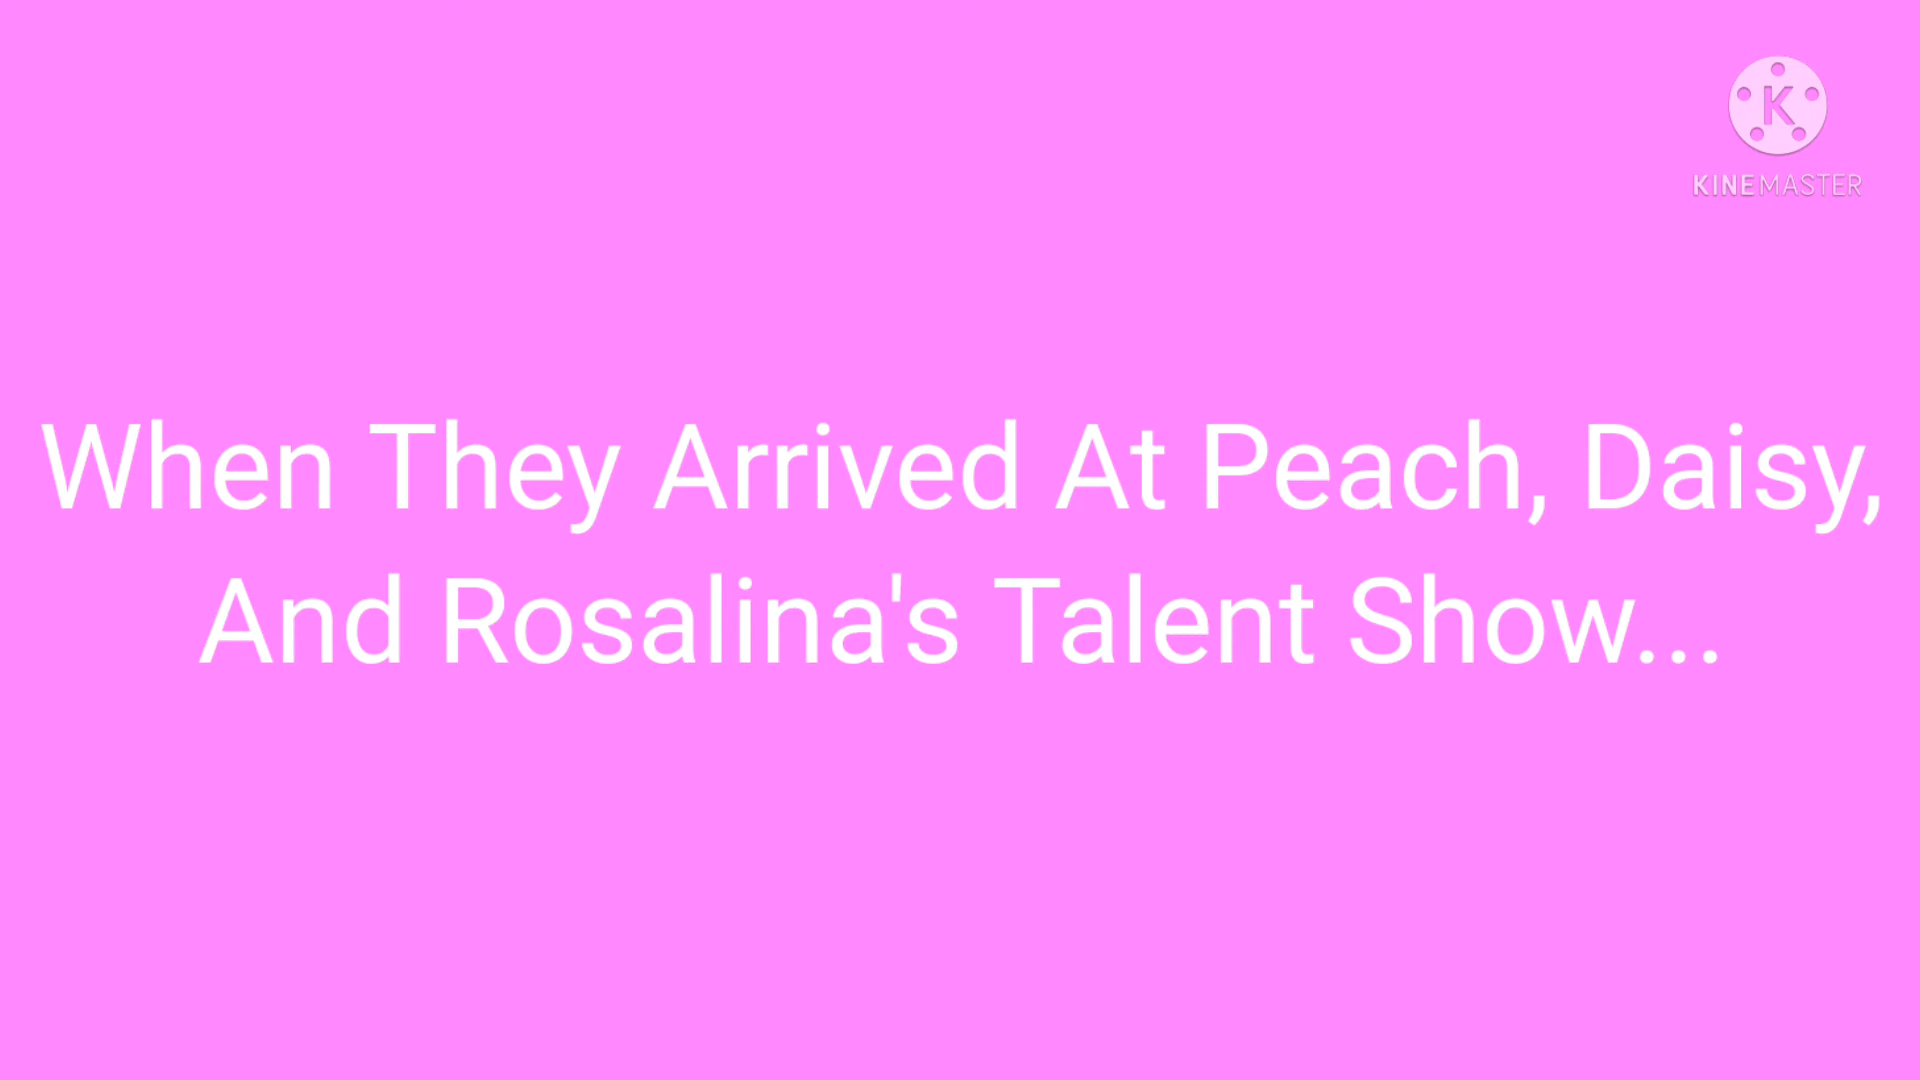 K
KINEMASTER
When They Arrived At Peach, Daisy,
And Rosalina's Talent Show...